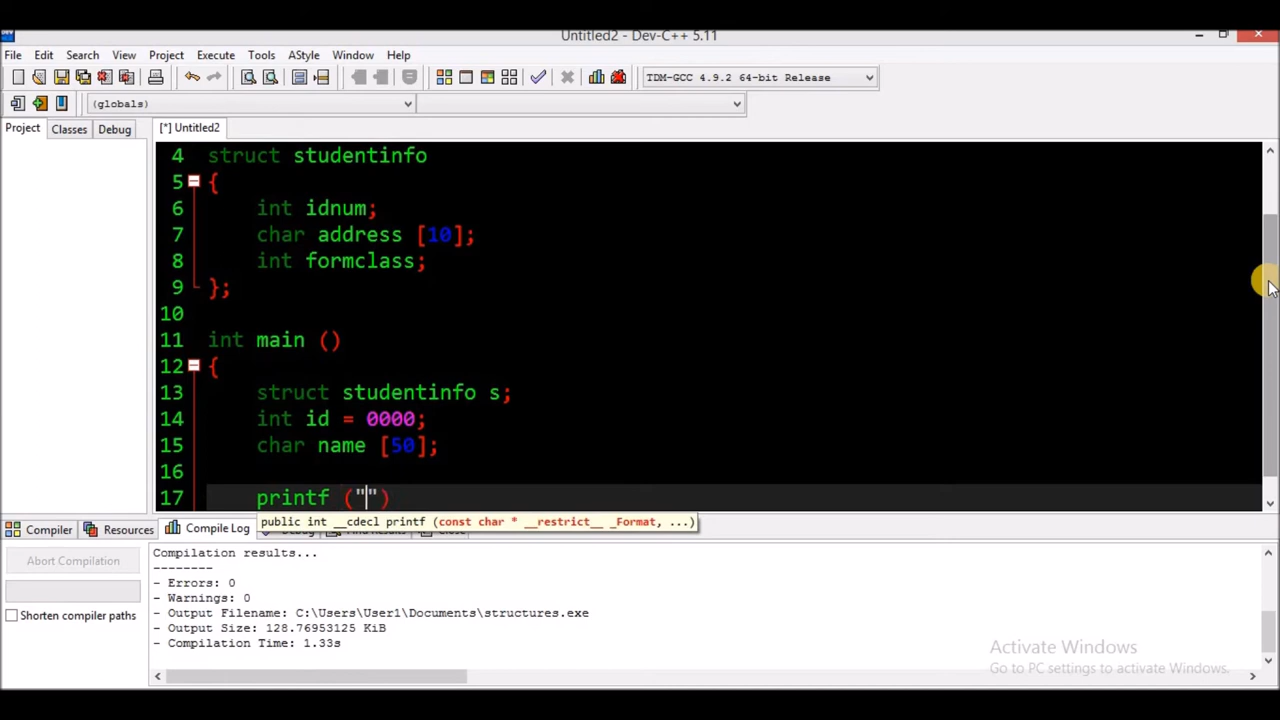 Untitled2 - Dev-C++ 5.11
File Edit Search View Project Execute Tools AStyle Window Help
TDM-GCC 4.9.2 64-bit Release
(globals)
Project Classes Debug [*] Untitled2
4 struct studentinfo
5 {
6 int idnum;
7 char address [10];
8 int formclass;
9 };
10
11 int main ()
12 {
13 struct studentinfo s;
14 int id = 0000;
15 char name [50];
16
17 printf ("")
public int __cdecl printf (const char * __restrict__ _Format, ...)
Compiler Resources Compile Log Debug Find Results Close
Abort Compilation
Shorten compiler paths
Compilation results...
--------
- Errors: 0
- Warnings: 0
- Output Filename: C:\Users\User1\Documents\structures.exe
- Output Size: 128.76953125 KiB
- Compilation Time: 1.33s
Activate Windows
Go to PC settings to activate Windows.